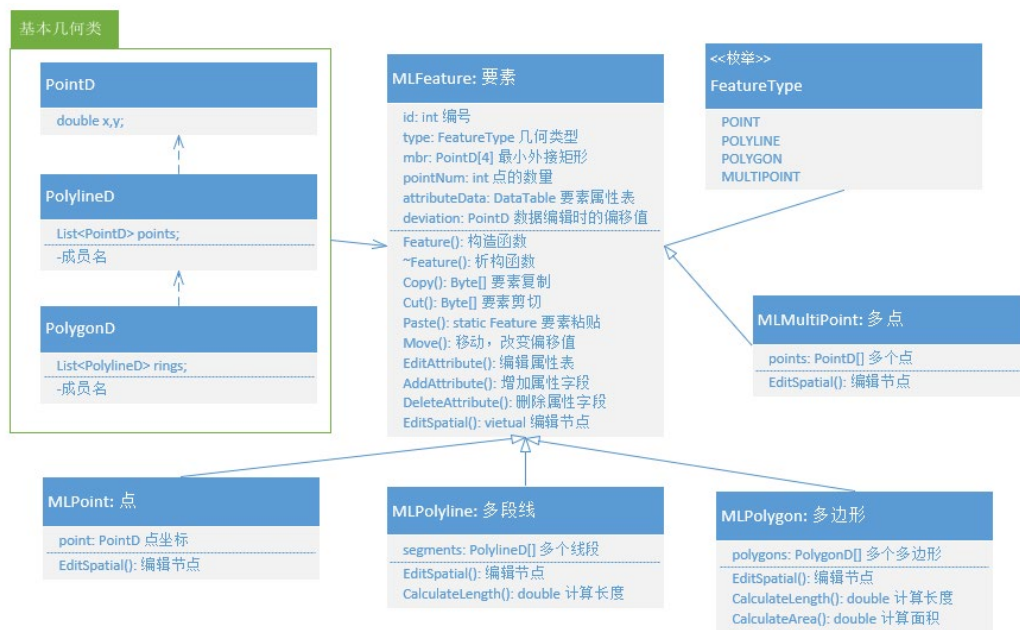 基本几何类
PointD
double x,y;
PolylineD
List<PointD> points;
-成员名
PolygonD
List<PolylineD> rings;
-成员名
MLFeature: 要素
id: int 编号
type: FeatureType 几何类型
mbr: PointD[4] 最小外接矩形
pointNum: int 点的数量
attributeData: DataTable 要素属性表
deviation: PointD 数据编辑时的偏移值
Feature(): 构造函数
~Feature(): 析构函数
Copy(): Byte[] 要素复制
Cut(): Byte[] 要素剪切
Paste(): static Feature 要素粘贴
Move(): 移动，改变偏移值
EditAttribute(): 编辑属性表
AddAttribute(): 增加属性字段
DeleteAttribute(): 删除属性字段
EditSpatial(): vietual 编辑节点
<<枚举>>
FeatureType
POINT
POLYLINE
POLYGON
MULTIPOINT
MLMultiPoint: 多点
points: PointD[] 多个点
EditSpatial(): 编辑节点
MLPoint: 点
point: PointD 点坐标
EditSpatial(): 编辑节点
MLPolyline: 多段线
segments: PolylineD[] 多个线段
EditSpatial(): 编辑节点
CalculateLength(): double 计算长度
MLPolygon: 多边形
polygons: PolygonD[] 多个多边形
EditSpatial(): 编辑节点
CalculateLength(): double 计算长度
CalculateArea(): double 计算面积